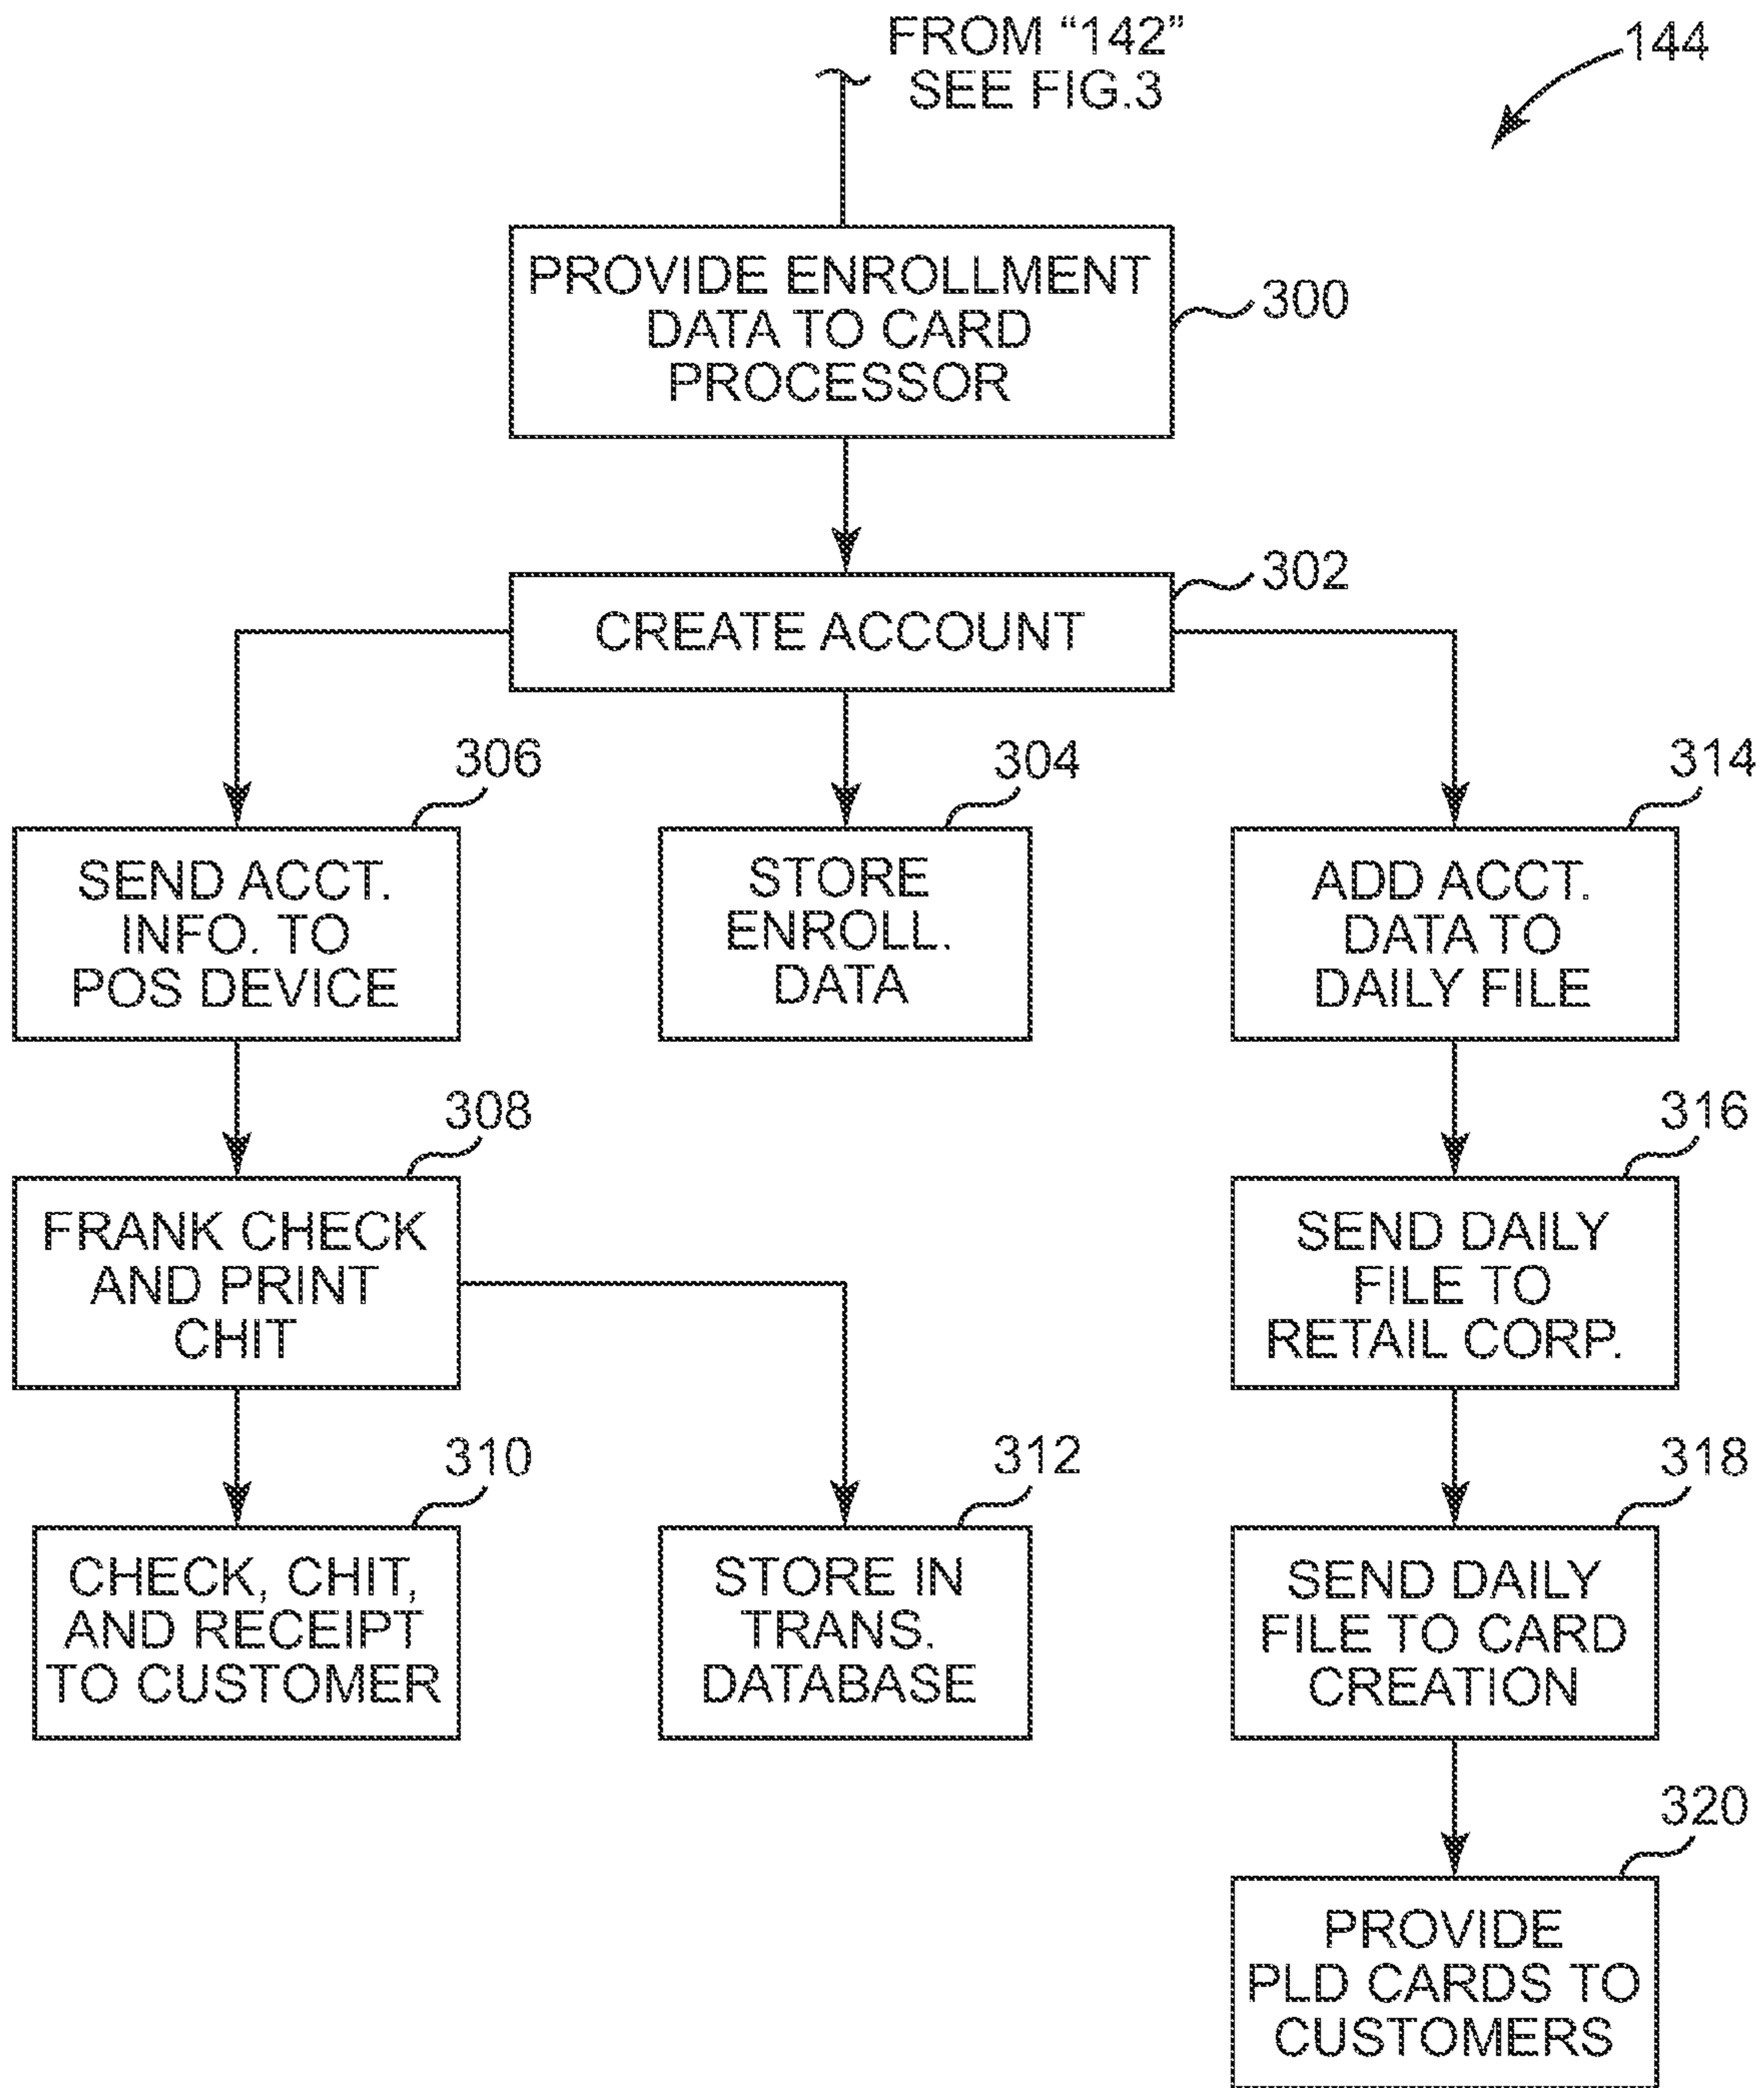 FROM “142”
SEE FIG.3
144
PROVIDE ENROLLMENT
DATA TO CARD
PROCESSOR
300
302
CREATE ACCOUNT
306
304
314
SEND ACCT.
INFO. TO
POS DEVICE
STORE
ENROLL.
DATA
ADD ACCT.
DATA TO
DAILY FILE
308
316
FRANK CHECK
AND PRINT
CHIT
SEND DAILY
FILE TO
RETAIL CORP.
310
312
318
CHECK, CHIT,
AND RECEIPT
TO CUSTOMER
STORE IN
TRANS.
DATABASE
SEND DAILY
FILE TO CARD
CREATION
320
PROVIDE
PLD CARDS TO
CUSTOMERS